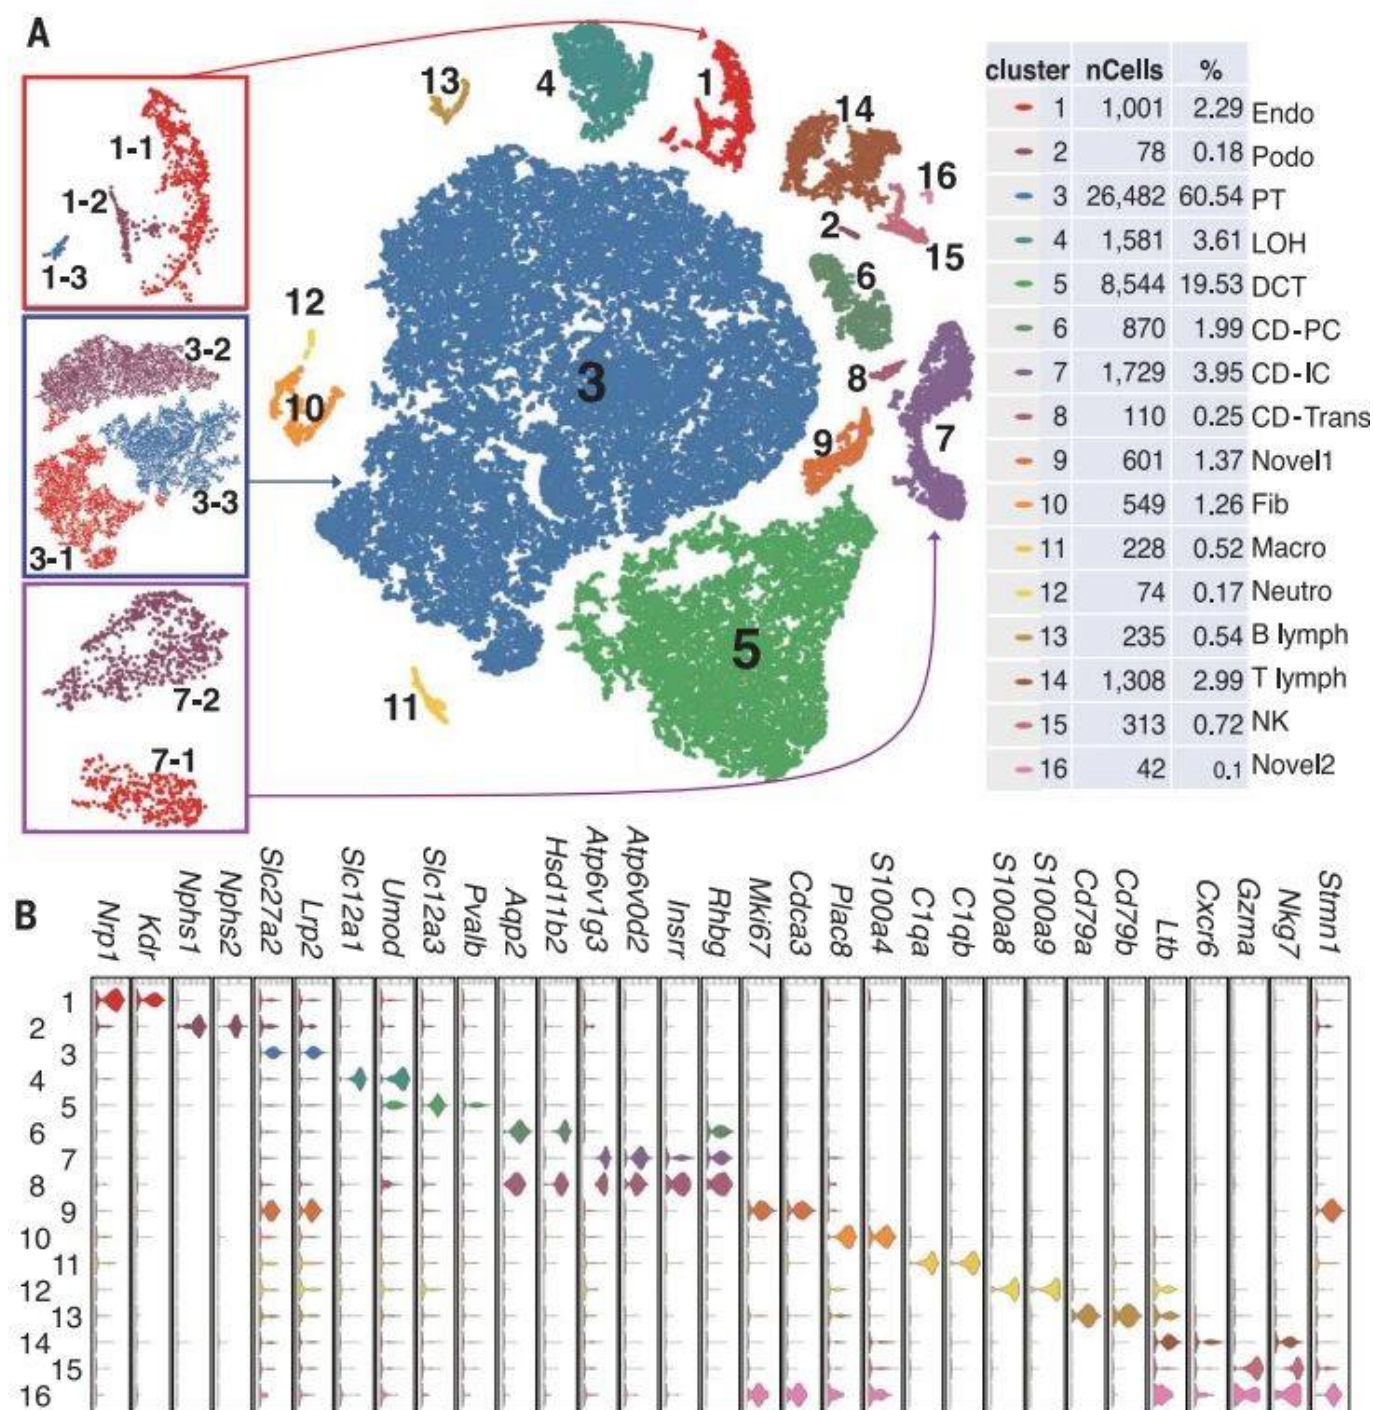 A
13
4
1
14
16
2
15
6
12
3
10
8
9
7
5
11
1-1
1-2
1-3
3-2
3-3
3-1
7-2
7-1
cluster nCells %
1 1,001 2.29 Endo
2 78 0.18 Podo
3 26,482 60.54 PT
4 1,581 3.61 LOH
5 8,544 19.53 DCT
6 870 1.99 CD-PC
7 1,729 3.95 CD-IC
8 110 0.25 CD-Trans
9 601 1.37 Novel1
10 549 1.26 Fib
11 228 0.52 Macro
12 74 0.17 Neutro
13 235 0.54 B lymph
14 1,308 2.99 T lymph
15 313 0.72 NK
16 42 0.1 Novel2
B
Nrp1 Kdr Nphs1 Nphs2 Slc27a2 Lrp2 Slc12a1 Umod Slc12a3 Pvalb Aqp2 Hsd11b2 Atp6v1g3 Atp6v0d2 Insrr Rhbg Mki67 Cdca3 Plac8 S100a4 C1qa C1qb S100a8 S100a9 Cd79a Cd79b Ltb Cxcr6 Gzma Nkg7 Stmn1
1
2
3
4
5
6
7
8
9
10
11
12
13
14
15
16